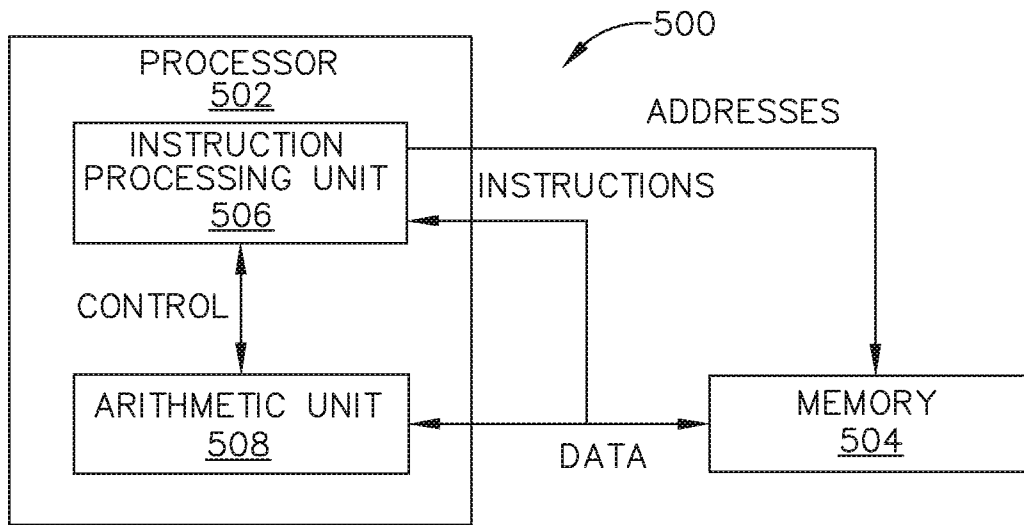 500
PROCESSOR
502
ADDRESSES
INSTRUCTION
PROCESSING UNIT
506
INSTRUCTIONS
CONTROL
ARITHMETIC UNIT
508
DATA
MEMORY
504